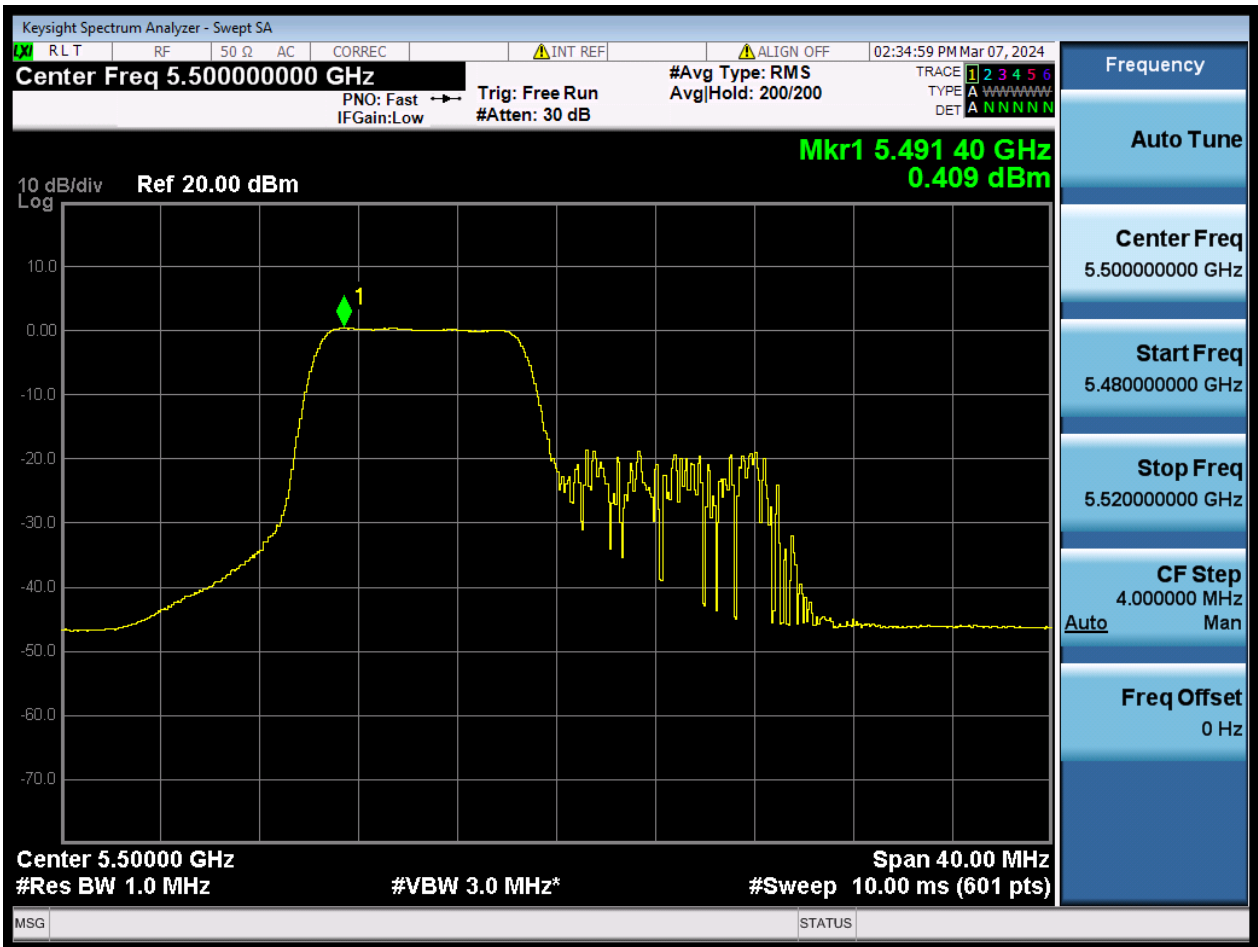 Keysight Spectrum Analyzer - Swept SA
LXI RLT RF 50 Ω AC CORREC INT REF ALIGN OFF 02:34:59 PM Mar 07, 2024
Center Freq 5.500000000 GHz
PNO: Fast
IFGain:Low
Trig: Free Run
#Atten: 30 dB
#Avg Type: RMS
Avg|Hold: 200/200
TRACE 1 2 3 4 5 6
TYPE A WWWWW
DET A N N N N N
Mkr1 5.491 40 GHz
0.409 dBm
10 dB/div Ref 20.00 dBm
Log
10.0
1
0.00
-10.0
-20.0
-30.0
-40.0
-50.0
-60.0
-70.0
Center 5.50000 GHz Span 40.00 MHz
#Res BW 1.0 MHz #VBW 3.0 MHz* #Sweep 10.00 ms (601 pts)
MSG STATUS
Frequency
Auto Tune
Center Freq
5.500000000 GHz
Start Freq
5.480000000 GHz
Stop Freq
5.520000000 GHz
CF Step
4.000000 MHz
Auto Man
Freq Offset
0 Hz